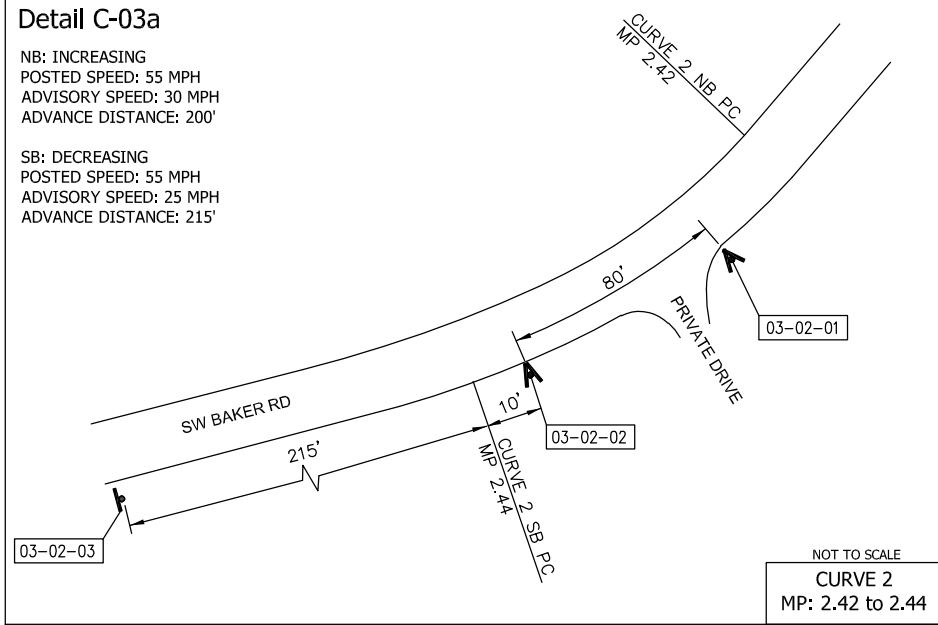 Detail C-03a
NB: INCREASING
POSTED SPEED: 55 MPH
ADVISORY SPEED: 30 MPH
ADVANCE DISTANCE: 200'
SB: DECREASING
POSTED SPEED: 55 MPH
ADVISORY SPEED: 25 MPH
ADVANCE DISTANCE: 215'
CURVE 2 NB PC
MP 2.42
80'
PRIVATE DRIVE
03-02-01
SW BAKER RD
10'
03-02-02
215'
CURVE 2 SB PC
MP 2.44
03-02-03
NOT TO SCALE
CURVE 2
MP: 2.42 to 2.44